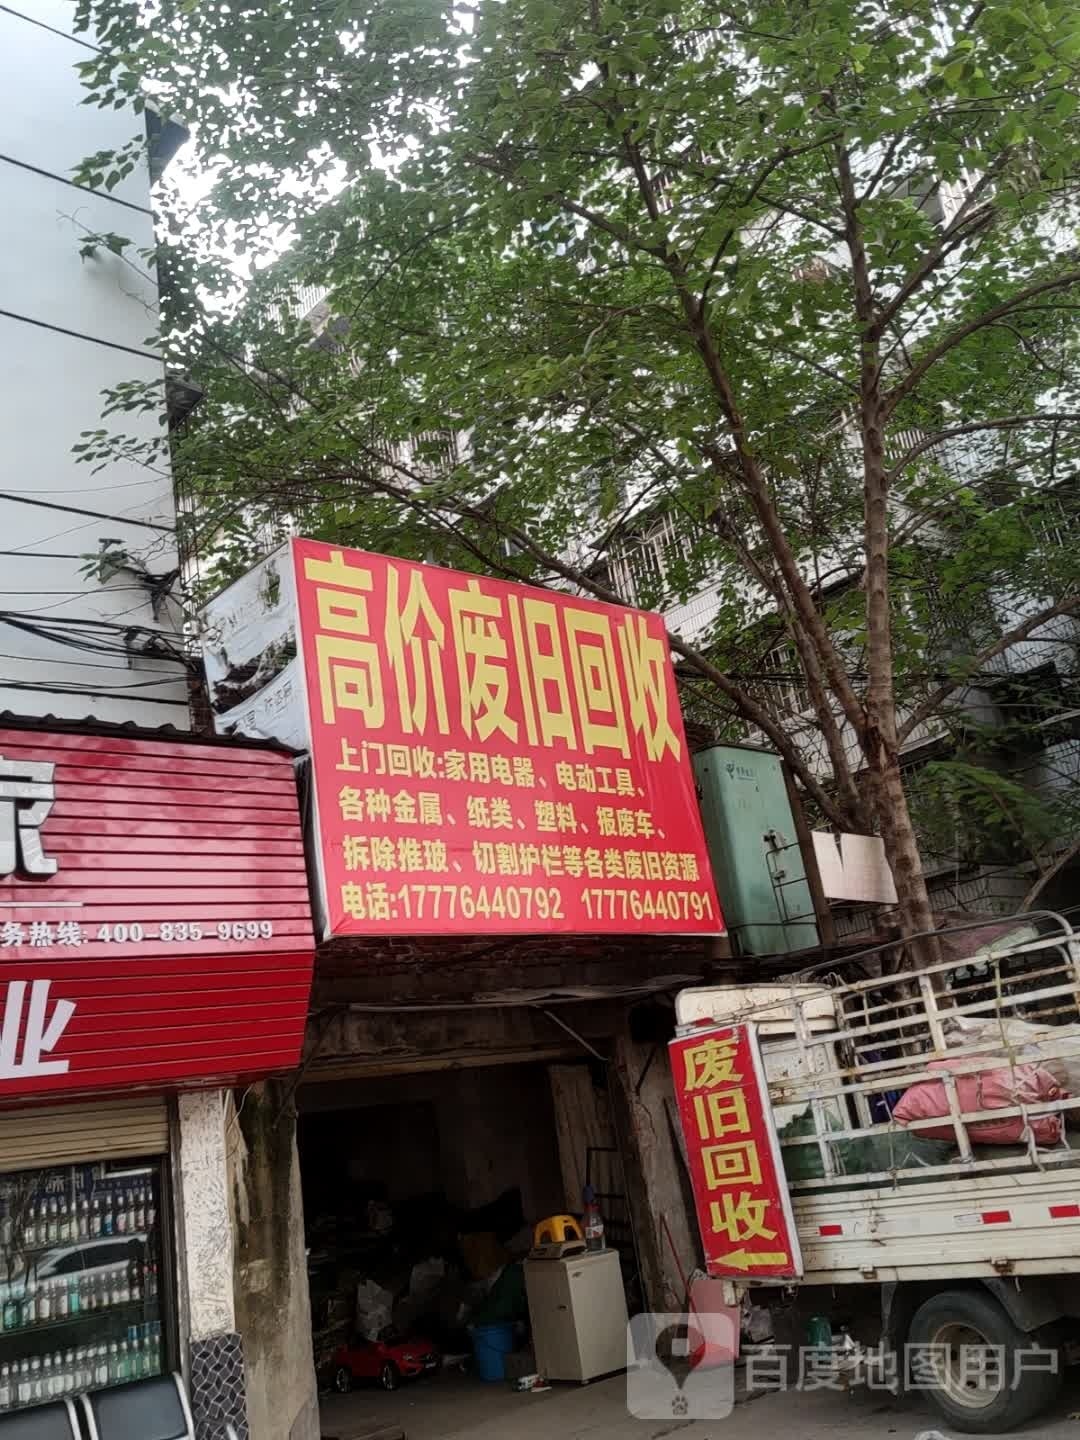 高价废旧回收
上门回收:家用电器、电动工具、
各种金属、纸类、塑料、报废车、
拆除推玻、切割护栏等各类废旧资源
电话:17776440792 17776440791
务热线: 400-835-9699
业
废旧回收
百度地图用户